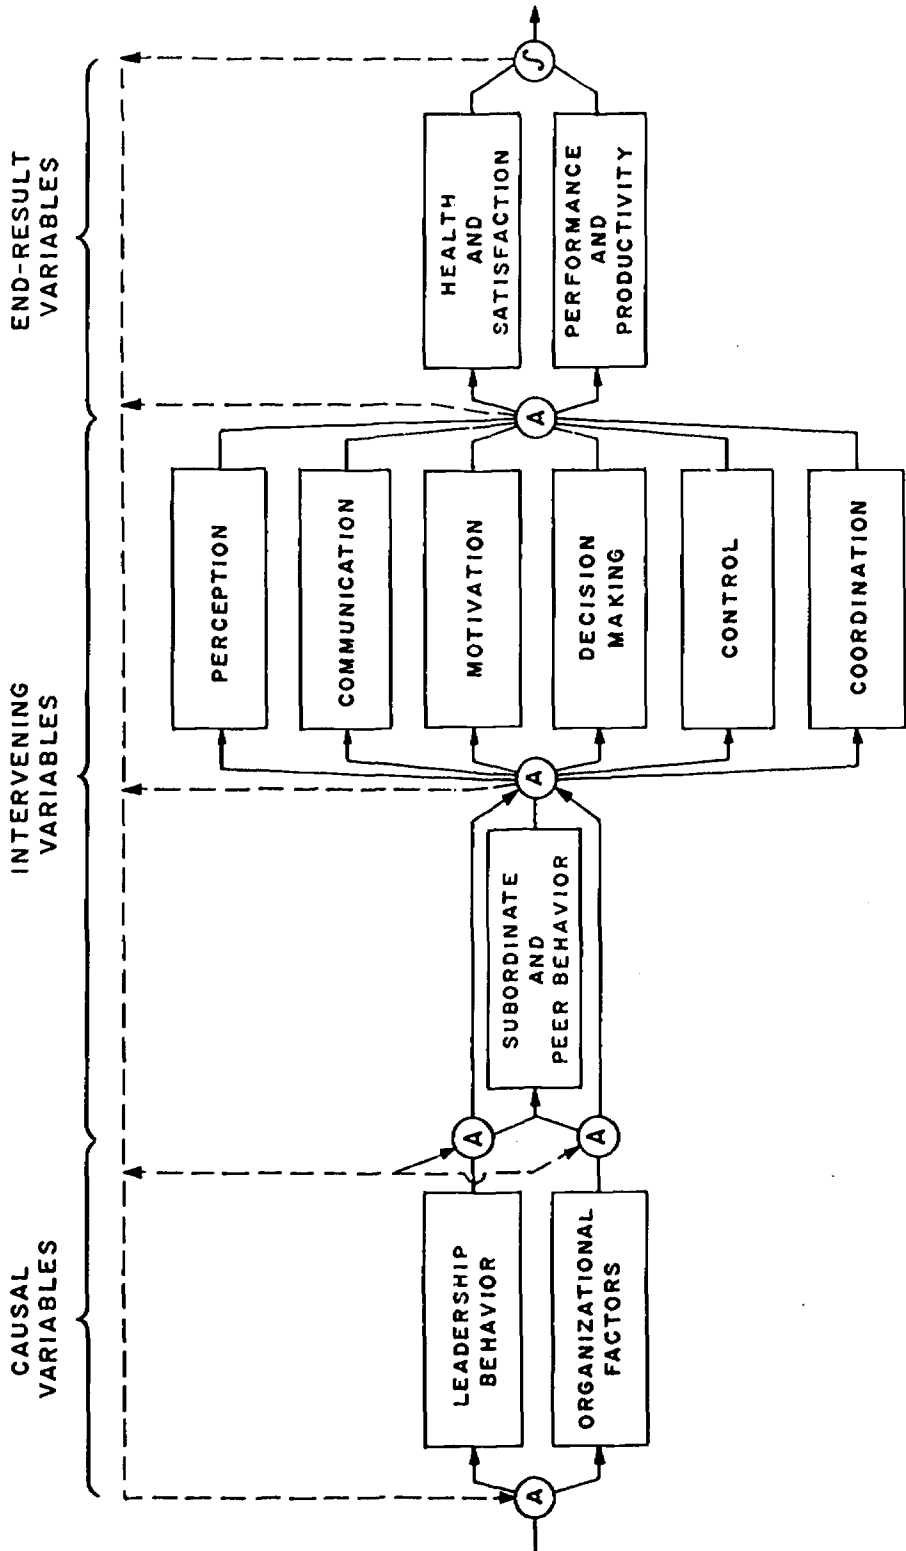 CAUSAL
VARIABLES
INTERVENING
VARIABLES
END-RESULT
VARIABLES
A
LEADERSHIP
BEHAVIOR
ORGANIZATIONAL
FACTORS
A
A
SUBORDINATE
AND
PEER BEHAVIOR
A
PERCEPTION
COMMUNICATION
MOTIVATION
DECISION
MAKING
CONTROL
COORDINATION
A
HEALTH
AND
SATISFACTION
PERFORMANCE
AND
PRODUCTIVITY
∫